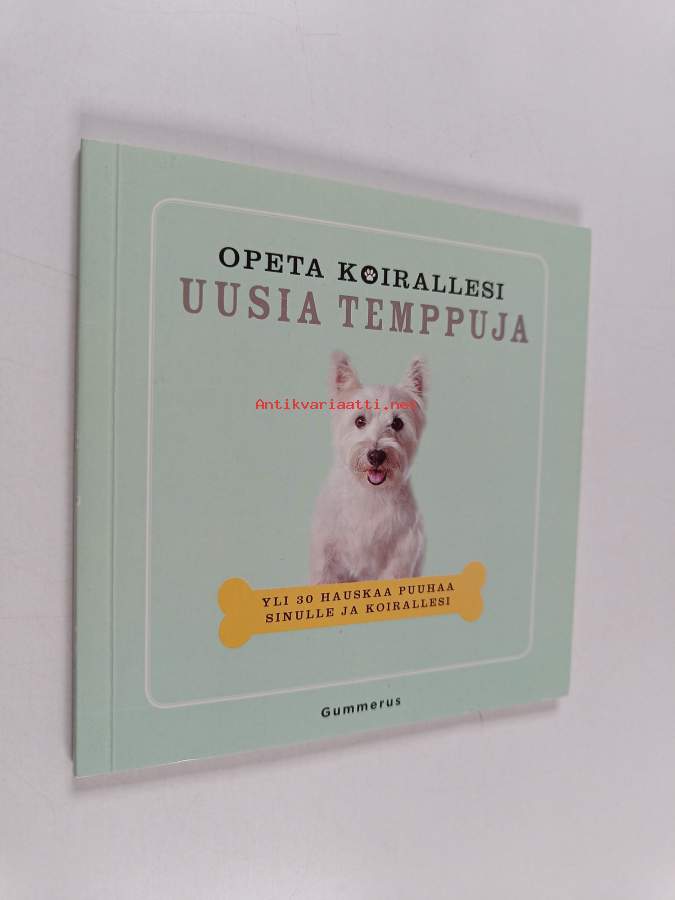 OPETA KOIRALLESI
UUSIA TEMPPUJA
Antikvariaatti.net
YLI 30 HAUSKAA PUUHAA
SINULLE JA KOIRALLESI
Gummerus